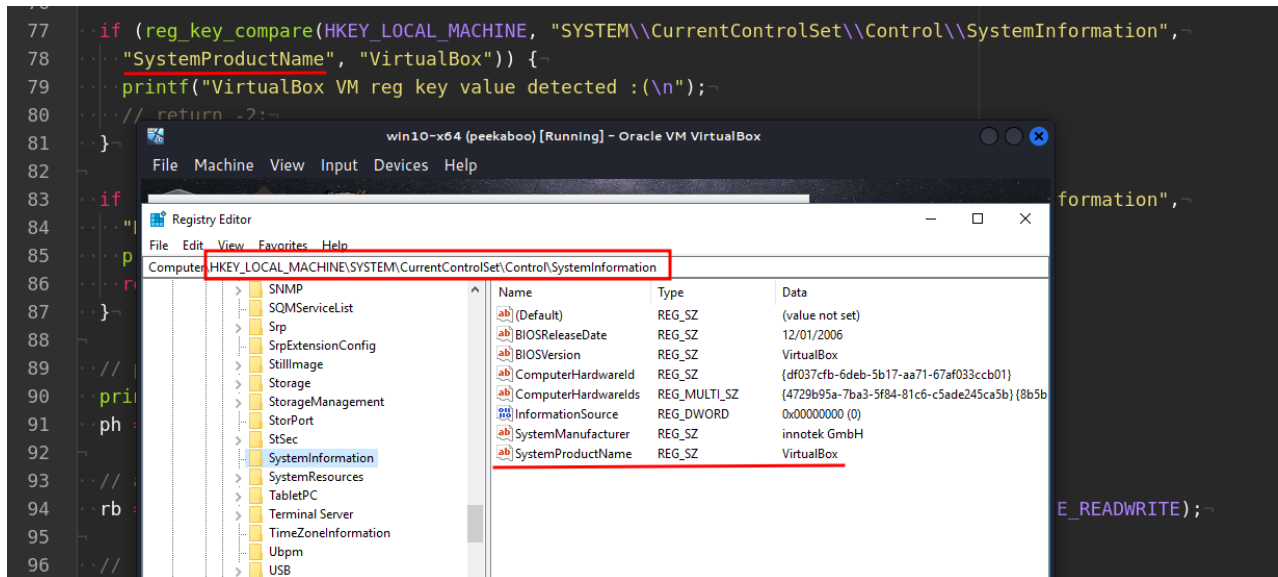 77 if (reg_key_compare(HKEY_LOCAL_MACHINE, "SYSTEM\\CurrentControlSet\\Control\\SystemInformation",¬
78 "SystemProductName", "VirtualBox")) {¬
79 printf("VirtualBox VM reg key value detected :(\n");¬
80 // return -2;¬
81 }¬
82 ¬
83 if formation",¬
84 "
85 p
86 r
87 }¬
88 ¬
89 //
90 pri
91 ph =
92 ¬
93 //
94 rb = E_READWRITE);¬
95 ¬
96 //
win10-x64 (peekaboo) [Running] - Oracle VM VirtualBox
File Machine View Input Devices Help
Registry Editor
File Edit View Favorites Help
Computer\HKEY_LOCAL_MACHINE\SYSTEM\CurrentControlSet\Control\SystemInformation
SNMP
SQMServiceList
Srp
SrpExtensionConfig
StillImage
Storage
StorageManagement
StorPort
StSec
SystemInformation
SystemResources
TabletPC
Terminal Server
TimeZoneInformation
Ubpm
USB
Name Type Data
(Default) REG_SZ (value not set)
BIOSReleaseDate REG_SZ 12/01/2006
BIOSVersion REG_SZ VirtualBox
ComputerHardwareId REG_SZ {df037cfb-6deb-5b17-aa71-67af033ccb01}
ComputerHardwareIds REG_MULTI_SZ {4729b95a-7ba3-5f84-81c6-c5ade245ca5b} {8b5b
InformationSource REG_DWORD 0x00000000 (0)
SystemManufacturer REG_SZ innotek GmbH
SystemProductName REG_SZ VirtualBox